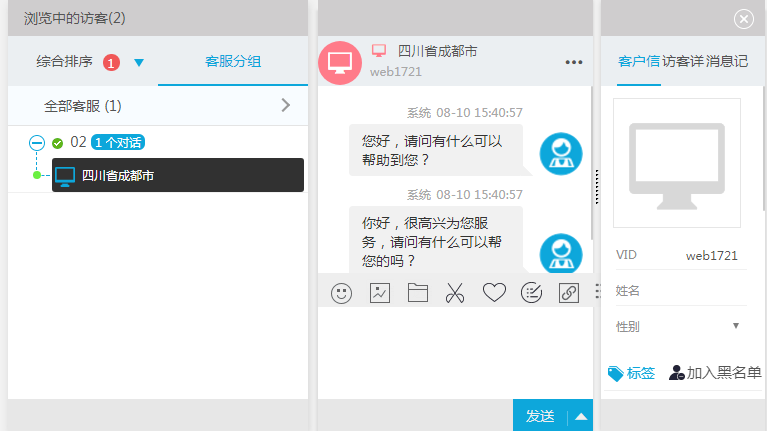 浏览中的访客(2)
综合排序 1
客服分组
全部客服 (1)
02 1 个对话
四川省成都市
四川省成都市
web1721
系统 08-10 15:40:57
您好，请问有什么可以
帮助到您？
系统 08-10 15:40:57
你好，很高兴为您服
务，请问有什么可以帮
您的吗？
发送
客户信 访客详 消息记
VID web1721
姓名
性别
标签 加入黑名单